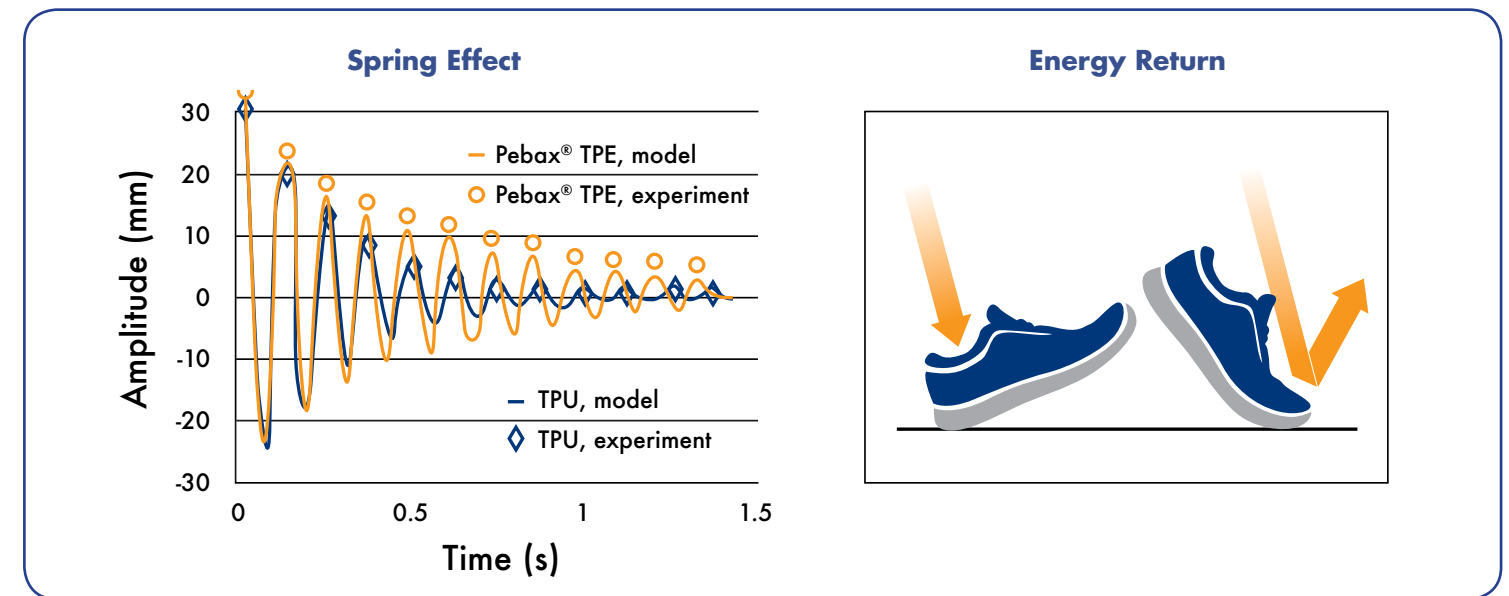 Spring Effect
Energy Return
Amplitude (mm)
30
20
10
0
-10
-20
-30
Pebax® TPE, model
Pebax® TPE, experiment
TPU, model
TPU, experiment
0
0.5
1
1.5
Time (s)